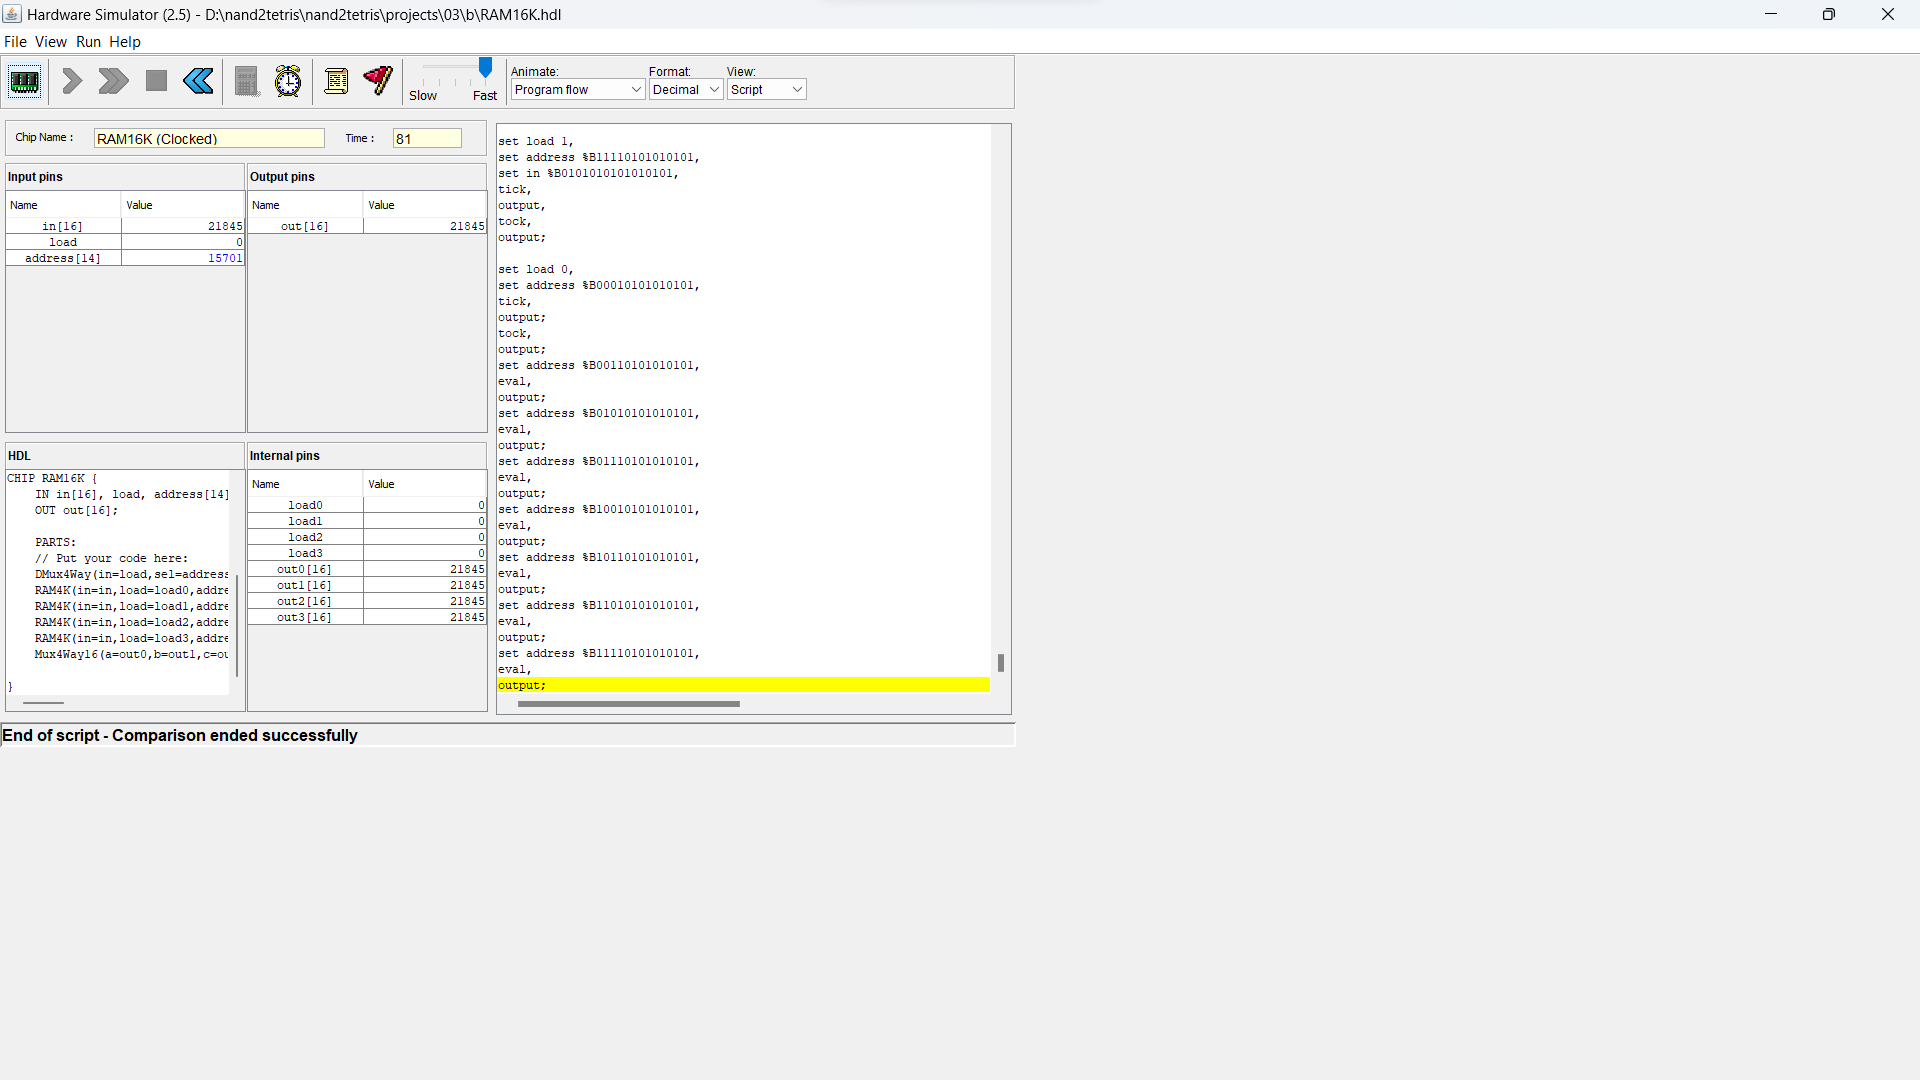 Hardware Simulator (2.5) - D:\nand2tetris\nand2tetris\projects\03\b\RAM16K.hdl
File View Run Help
Slow Fast
Animate:
Program flow
Format:
Decimal
View:
Script
Chip Name : RAM16K (Clocked) Time : 81
Input pins
Name Value
in[16] 21845
load 0
address[14] 15701
Output pins
Name Value
out[16] 21845
HDL
CHIP RAM16K {
IN in[16], load, address[14]
OUT out[16];
PARTS:
// Put your code here:
DMux4Way(in=load,sel=address
RAM4K(in=in,load=load0,addre
RAM4K(in=in,load=load1,addre
RAM4K(in=in,load=load2,addre
RAM4K(in=in,load=load3,addre
Mux4Way16(a=out0,b=out1,c=ou
}
Internal pins
Name Value
load0 0
load1 0
load2 0
load3 0
out0[16] 21845
out1[16] 21845
out2[16] 21845
out3[16] 21845
set load 1,
set address %B11110101010101,
set in %B0101010101010101,
tick,
output,
tock,
output;
set load 0,
set address %B00010101010101,
tick,
output;
tock,
output;
set address %B00110101010101,
eval,
output;
set address %B01010101010101,
eval,
output;
set address %B01110101010101,
eval,
output;
set address %B10010101010101,
eval,
output;
set address %B10110101010101,
eval,
output;
set address %B11010101010101,
eval,
output;
set address %B11110101010101,
eval,
output;
End of script - Comparison ended successfully